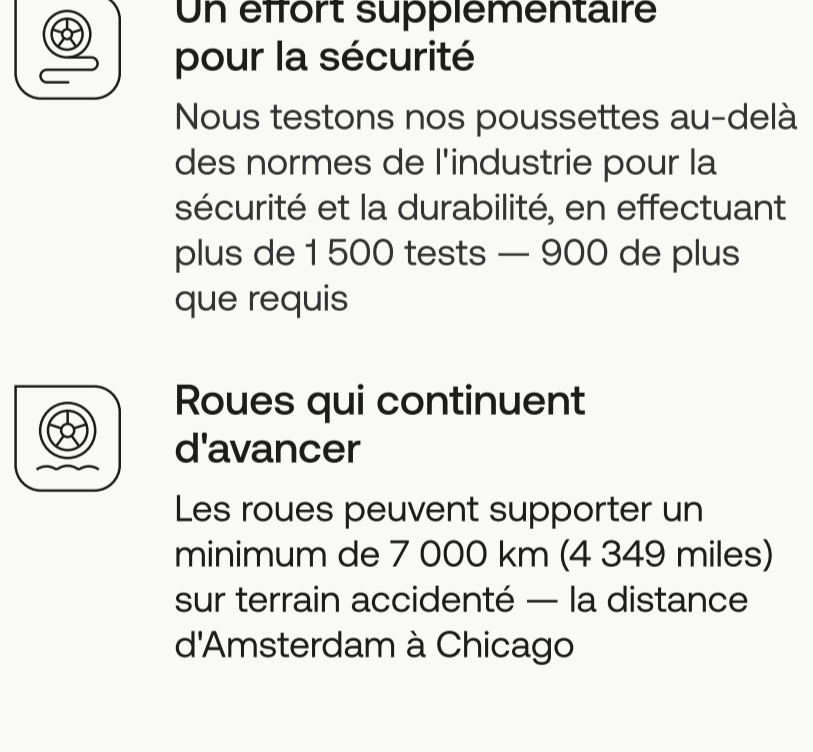 Un effort supplémentaire
pour la sécurité
Nous testons nos poussettes au-delà
des normes de l'industrie pour la
sécurité et la durabilité, en effectuant
plus de 1 500 tests — 900 de plus
que requis
Roues qui continuent
d'avancer
Les roues peuvent supporter un
minimum de 7 000 km (4 349 miles)
sur terrain accidenté — la distance
d'Amsterdam à Chicago